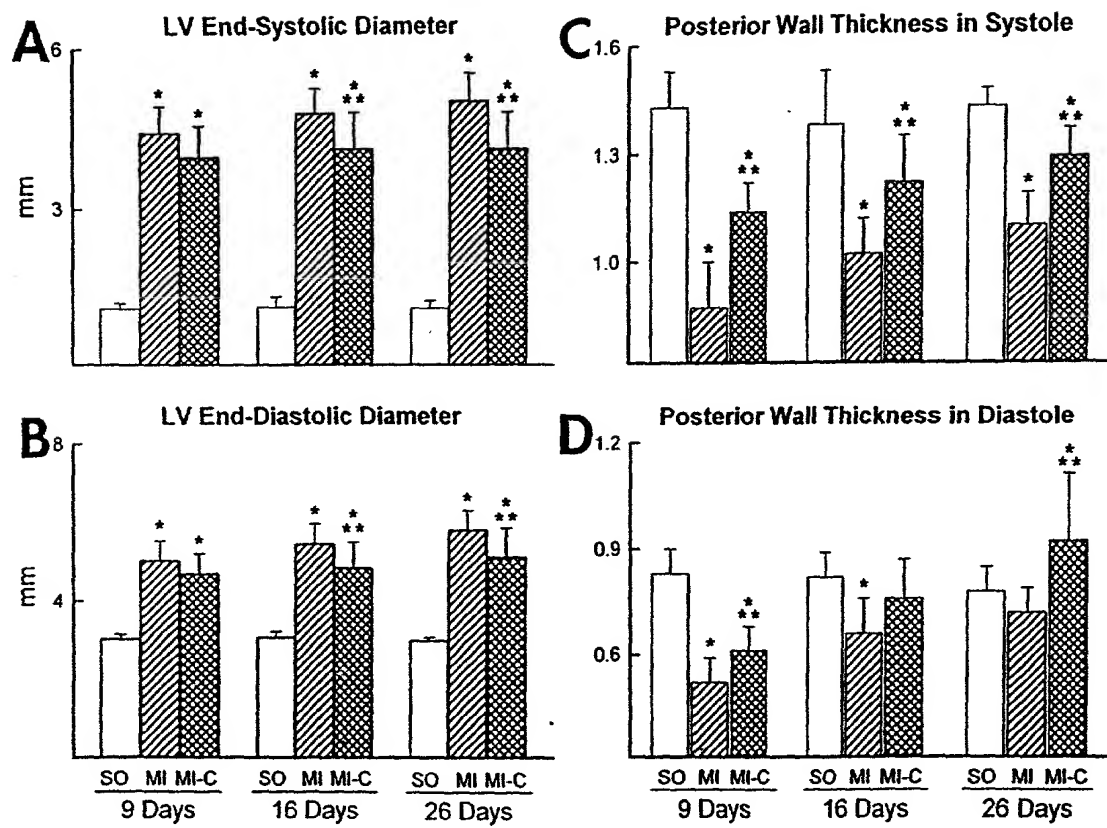 A LV End-Systolic Diameter
6
3
mm
* * * * ** * * **
B LV End-Diastolic Diameter
8
4
mm
* * * * ** * * **
SO MI MI-C SO MI MI-C SO MI MI-C
9 Days 16 Days 26 Days
C Posterior Wall Thickness in Systole
1.6
1.3
1.0
* * ** * * ** * * **
D Posterior Wall Thickness in Diastole
1.2
0.9
0.6
* * ** * * **
SO MI MI-C SO MI MI-C SO MI MI-C
9 Days 16 Days 26 Days